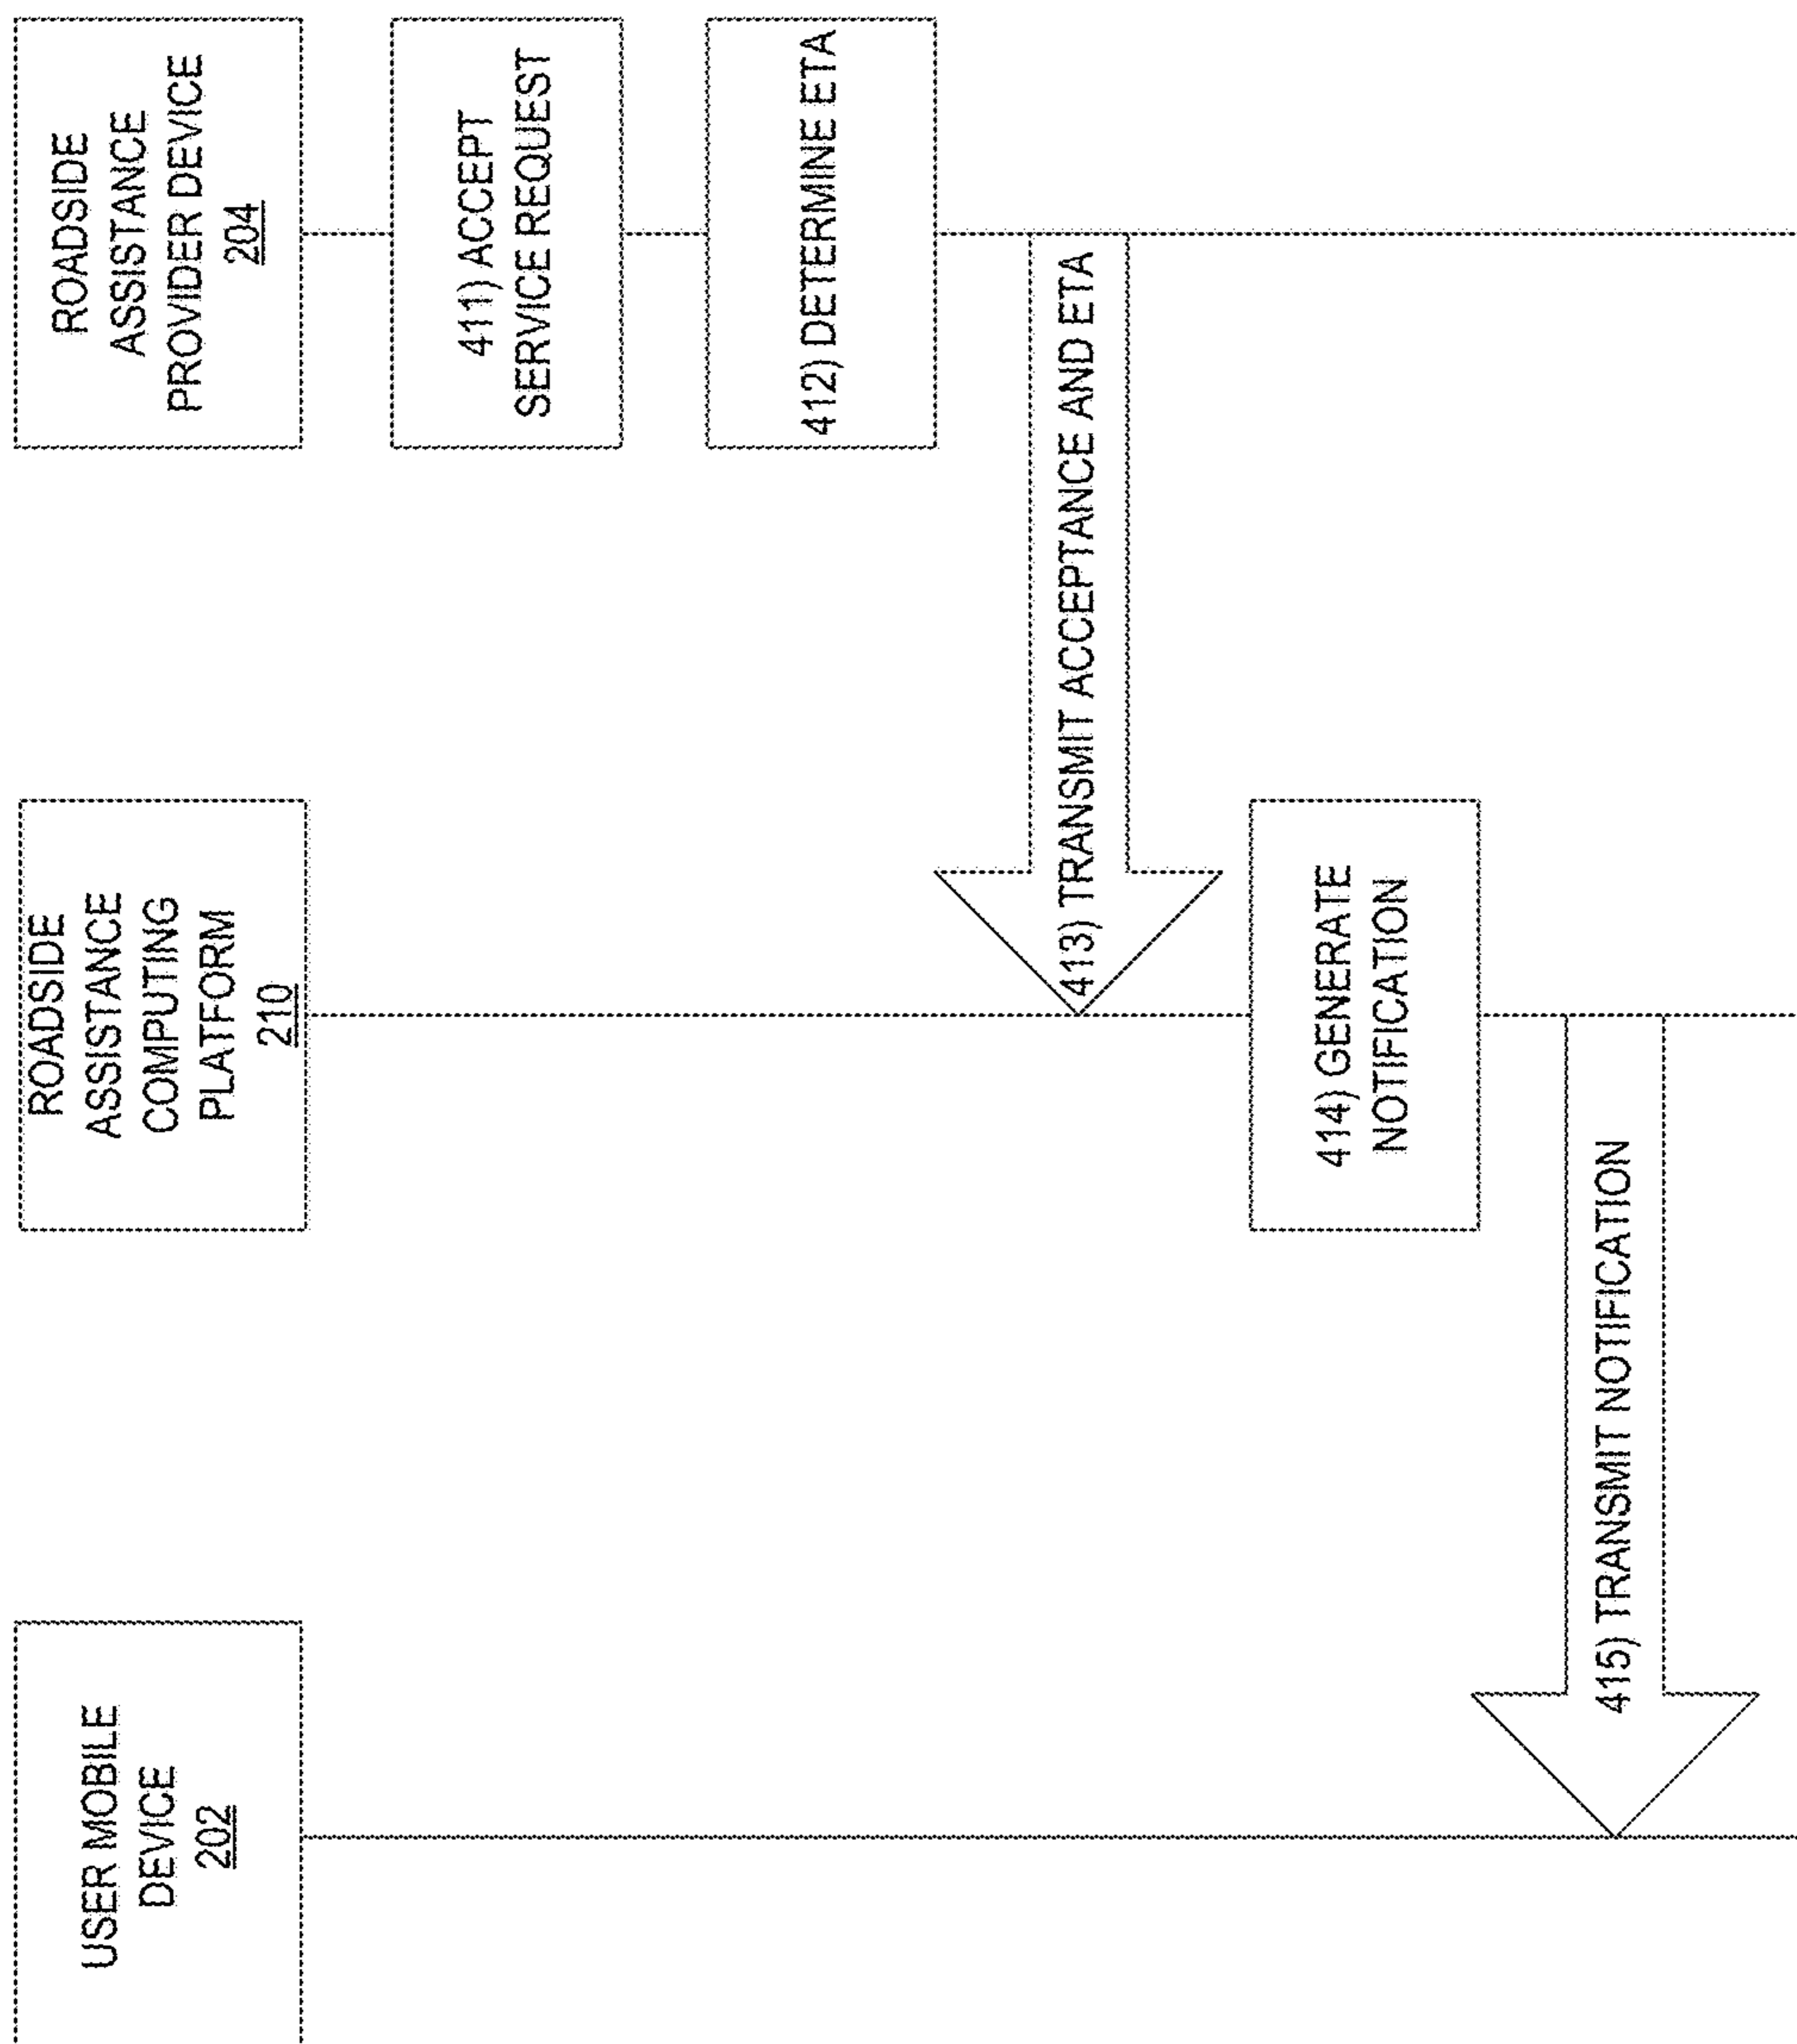 USER MOBILE
DEVICE
202
ROADSIDE
ASSISTANCE
COMPUTING
PLATFORM
210
ROADSIDE
ASSISTANCE
PROVIDER DEVICE
204
411) ACCEPT
SERVICE REQUEST
412) DETERMINE ETA
413) TRANSMIT ACCEPTANCE AND ETA
414) GENERATE
NOTIFICATION
415) TRANSMIT NOTIFICATION